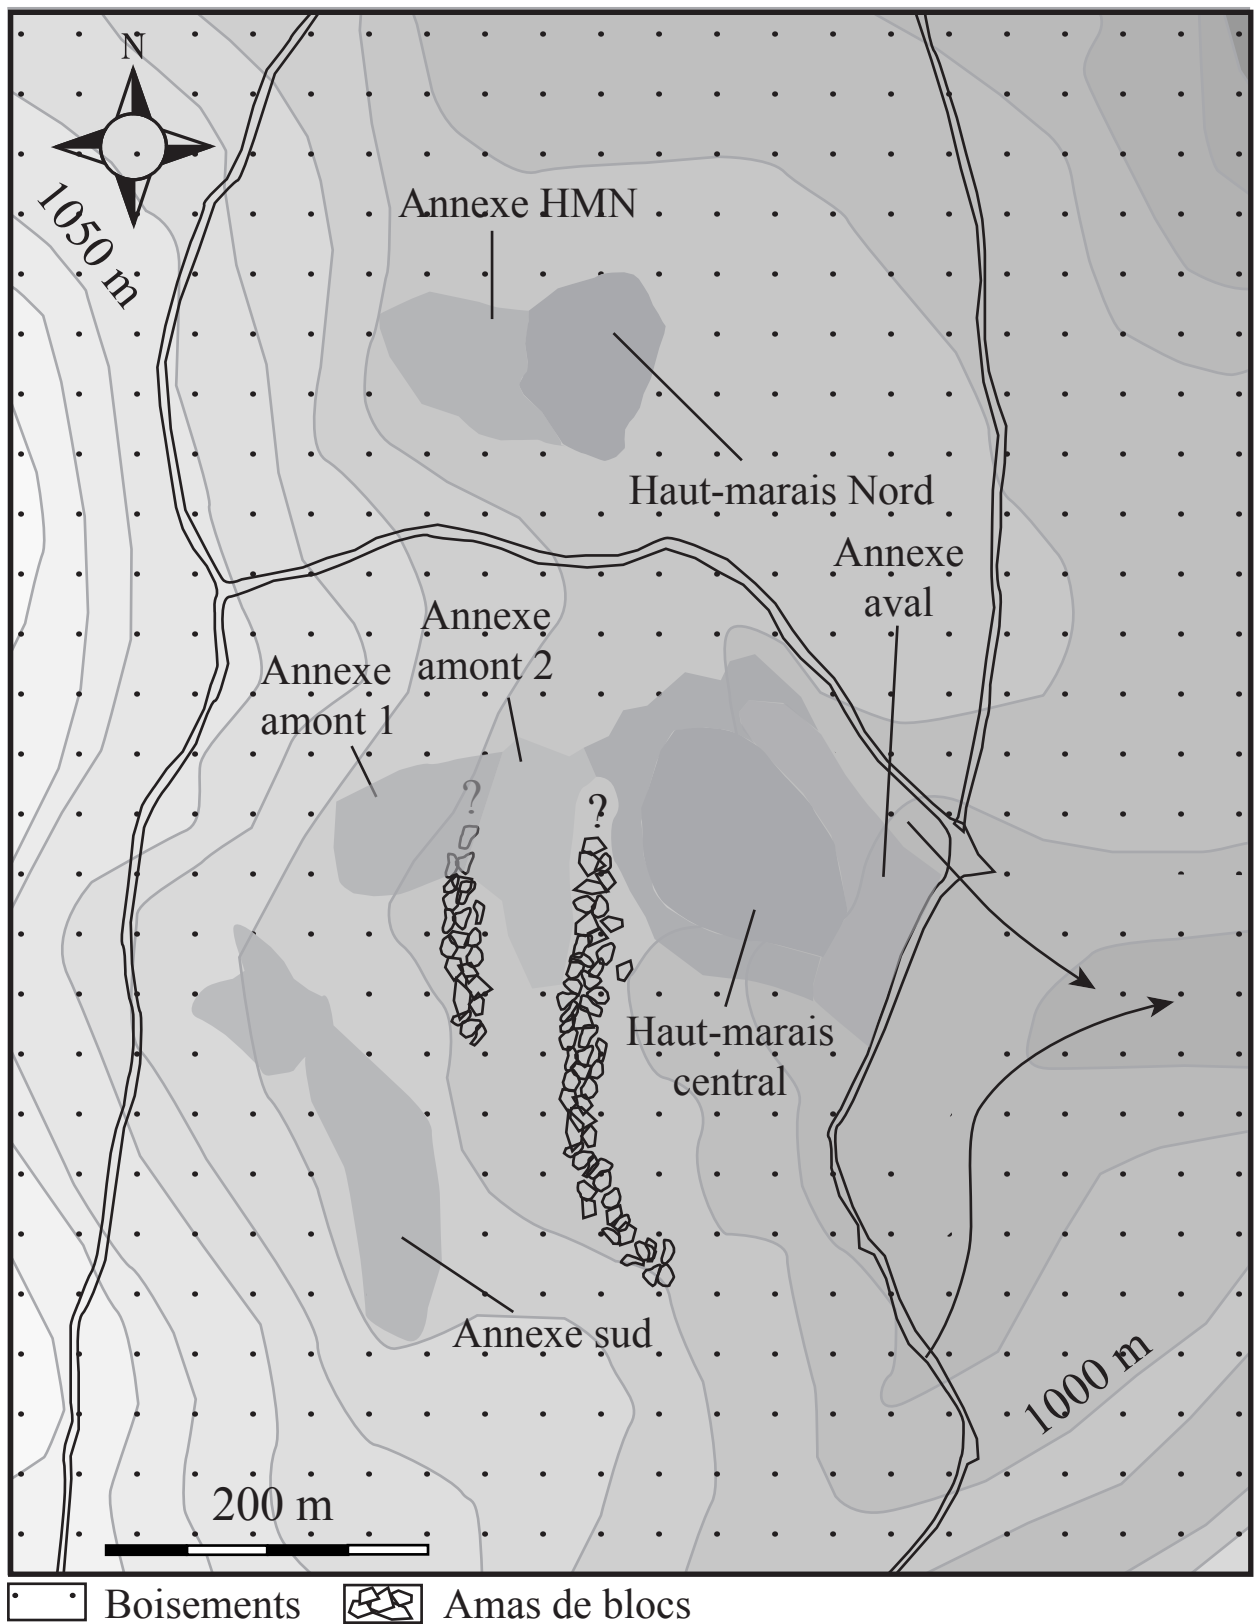 N
1050 m
Annexe HMN
Haut-marais Nord
Annexe
aval
Annexe
amont 2
Annexe
amont 1
?
?
Haut-marais
central
Annexe sud
1000 m
200 m
Boisements
Amas de blocs